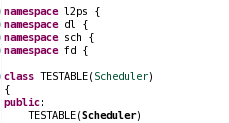 namespace l2ps {
namespace dl {
namespace sch {
namespace fd {
class TESTABLE(Scheduler)
{
public:
TESTABLE(Scheduler)